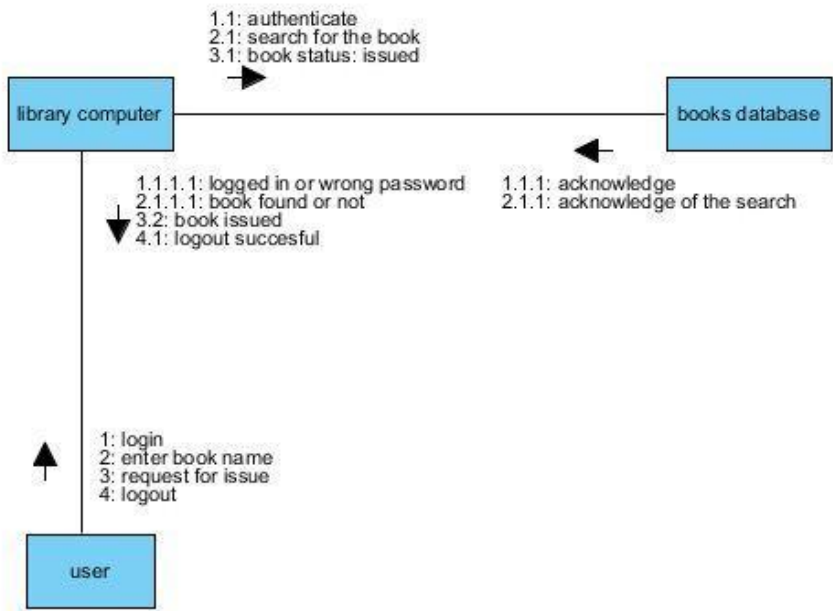 1.1: authenticate
2.1: search for the book
3.1: book status: issued
library computer
books database
1.1.1.1: logged in or wrong password
2.1.1.1: book found or not
3.2: book issued
4.1: logout succesful
1.1.1: acknowledge
2.1.1: acknowledge of the search
1: login
2: enter book name
3: request for issue
4: logout
user